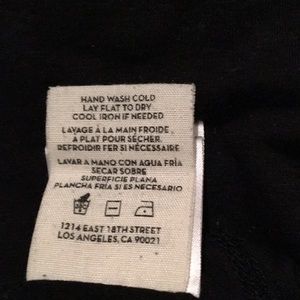 HAND WASH COLD
LAY FLAT TO DRY
COOL IRON IF NEEDED
LAVAGE À LA MAIN FROIDE,
A PLAT POUR SÉCHER.
REFROIDIR FER SI NÉCESSAIRE
LAVAR A MANO CON AGUA FRÍA
SECAR SOBRE
SUPERFICIE PLANA
PLANCHA FRÍA SI ES NECESARIO
1214 EAST 18TH STREET
LOS ANGELES, CA 90021